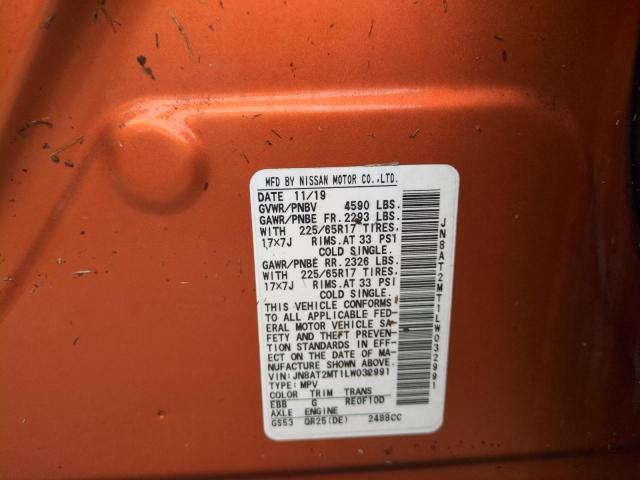 MFD BY NISSAN MOTOR CO.,LTD.
DATE 11/19
GVWR/PNBV 4590 LBS.
GAWR/PNBE FR. 2293 LBS.
WITH 225/65R17 TIRES,
17×7J RIMS.AT 33 PSI
COLD SINGLE.
GAWR/PNBE RR. 2326 LBS.
WITH 225/65R17 TIRES,
17×7J RIMS.AT 33 PSI
COLD SINGLE.
THIS VEHICLE CONFORMS
TO ALL APPLICABLE FED-
ERAL MOTOR VEHICLE SA-
FETY AND THEFT PREVEN-
TION STANDARDS IN EFF-
ECT ON THE DATE OF MA-
NUFACTURE SHOWN ABOVE.
VIN: JN8AT2MT1LW032991
TYPE: MPV
COLOR TRIM TRANS
EBB G RE0F10D
AXLE ENGINE
GS53 QR25(DE) 2488CC
JN8AT2MT1LW032991